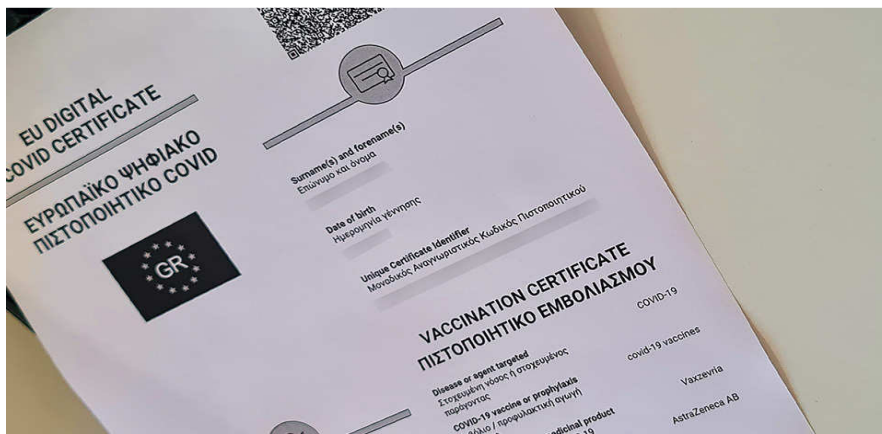 EU DIGITAL
COVID CERTIFICATE
ΕΥΡΩΠΑΪΚΟ ΨΗΦΙΑΚΟ
ΠΙΣΤΟΠΟΙΗΤΙΚΟ COVID
GR
Surname(s) and forename(s)
Επώνυμο και όνομα
Date of birth
Ημερομηνία γέννησης
Unique Certificate Identifier
Μοναδικός Αναγνωριστικός Κωδικός Πιστοποιητικού
VACCINATION CERTIFICATE
ΠΙΣΤΟΠΟΙΗΤΙΚΟ ΕΜΒΟΛΙΑΣΜΟΥ
Disease or agent targeted
Στοχευμένη νόσος ή στοχευμένος
παράγοντας
COVID-19
COVID-19 vaccine or prophylaxis
/ προφυλακτική αγωγή
covid-19 vaccines
medicinal product
Vaxzevria
AstraZeneca AB